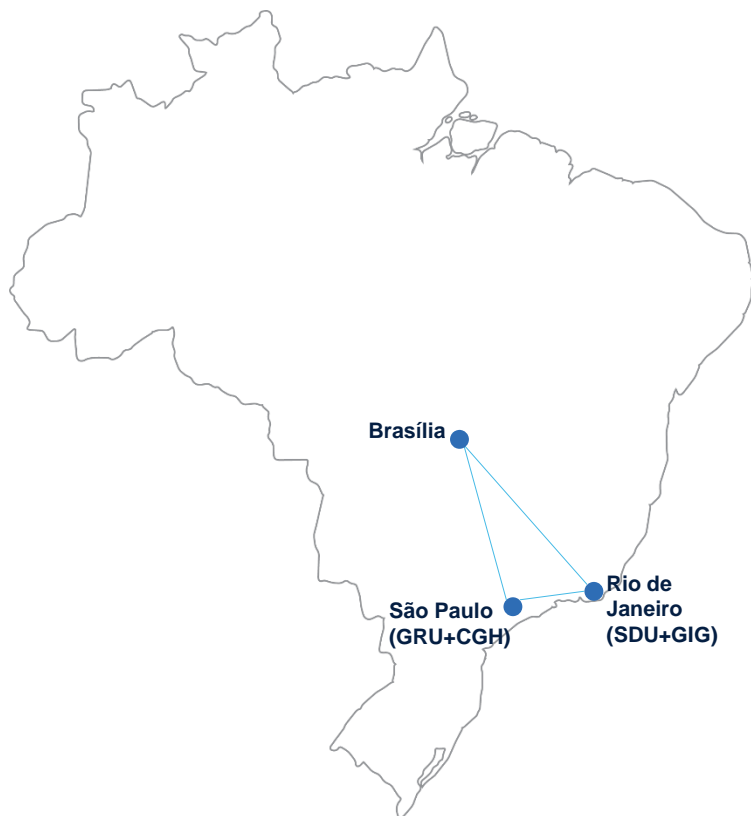 Brasília
São Paulo
(GRU+CGH)
Rio de
Janeiro
(SDU+GIG)